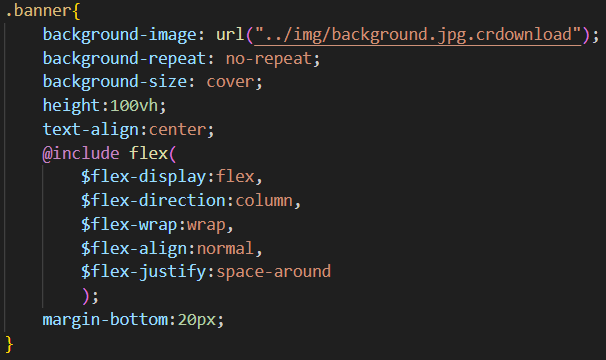 .banner{
background-image: url("../img/background.jpg.crdownload");
background-repeat: no-repeat;
background-size: cover;
height:100vh;
text-align:center;
@include flex(
$flex-display:flex,
$flex-direction:column,
$flex-wrap:wrap,
$flex-align:normal,
$flex-justify:space-around
);
margin-bottom:20px;
}